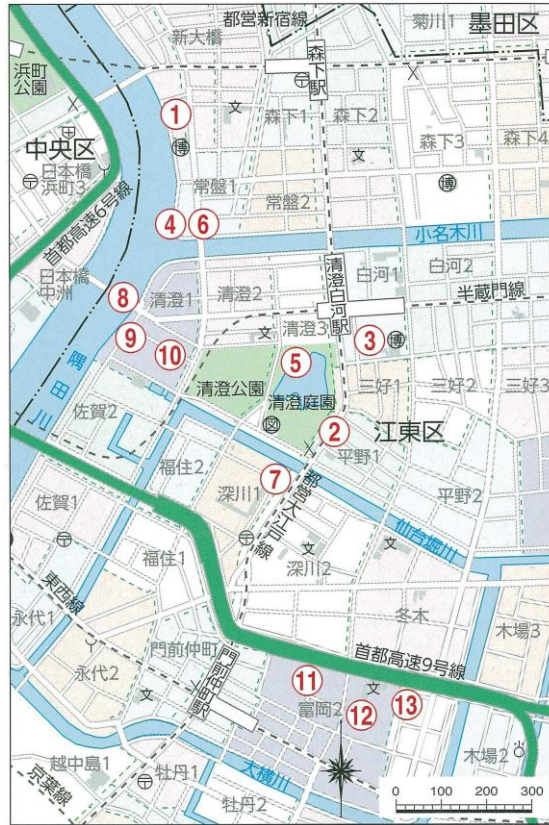 都営新宿線
墨田区
菊川1
新大橋
浜町
公園
森下駅
森下1
森下2
森下3
森下4
①
中央区
日本橋
浜町3
首都高速6号線
常盤1
常盤2
④
⑥
小名木川
日本橋
中洲
⑧
清澄1
清澄2
清澄3
清澄白河駅
白河1
白河2
半蔵門線
⑨
⑩
③
⑤
隅田川
清澄公園
清澄庭園
三好1
三好2
三好3
佐賀2
②
江東区
福住2
平野1
平野2
⑦
深川1
都営大江戸線
仙台堀川
佐賀1
福住1
深川2
冬木
東西線
永代1
永代2
門前仲町
門前仲町駅
首都高速9号線
木場3
⑪
富岡2
⑫
⑬
木場2
越中島1
京葉線
牡丹1
牡丹2
大横川
0 100 200 300
博
博
博
図
文
文
文
文
文
文
文